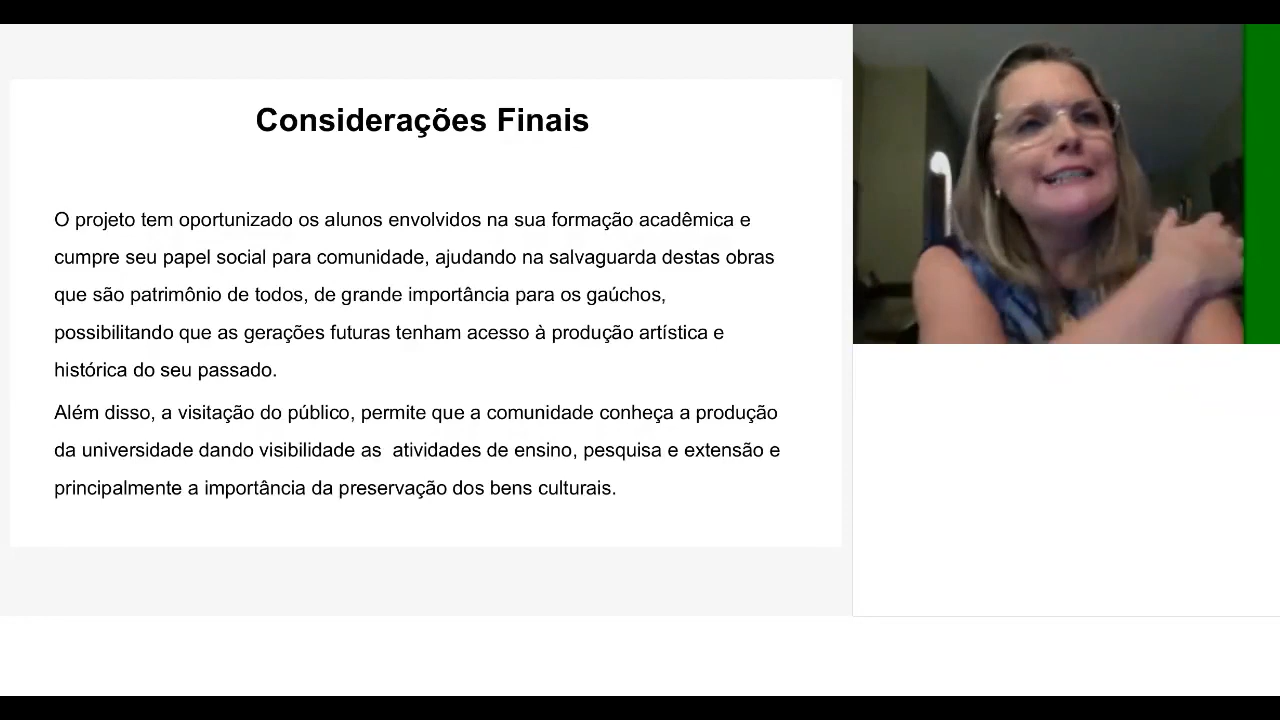 Considerações Finais
O projeto tem oportunizado os alunos envolvidos na sua formação acadêmica e
cumpre seu papel social para comunidade, ajudando na salvaguarda destas obras
que são patrimônio de todos, de grande importância para os gaúchos,
possibilitando que as gerações futuras tenham acesso à produção artística e
histórica do seu passado.
Além disso, a visitação do público, permite que a comunidade conheça a produção
da universidade dando visibilidade as  atividades de ensino, pesquisa e extensão e
principalmente a importância da preservação dos bens culturais.